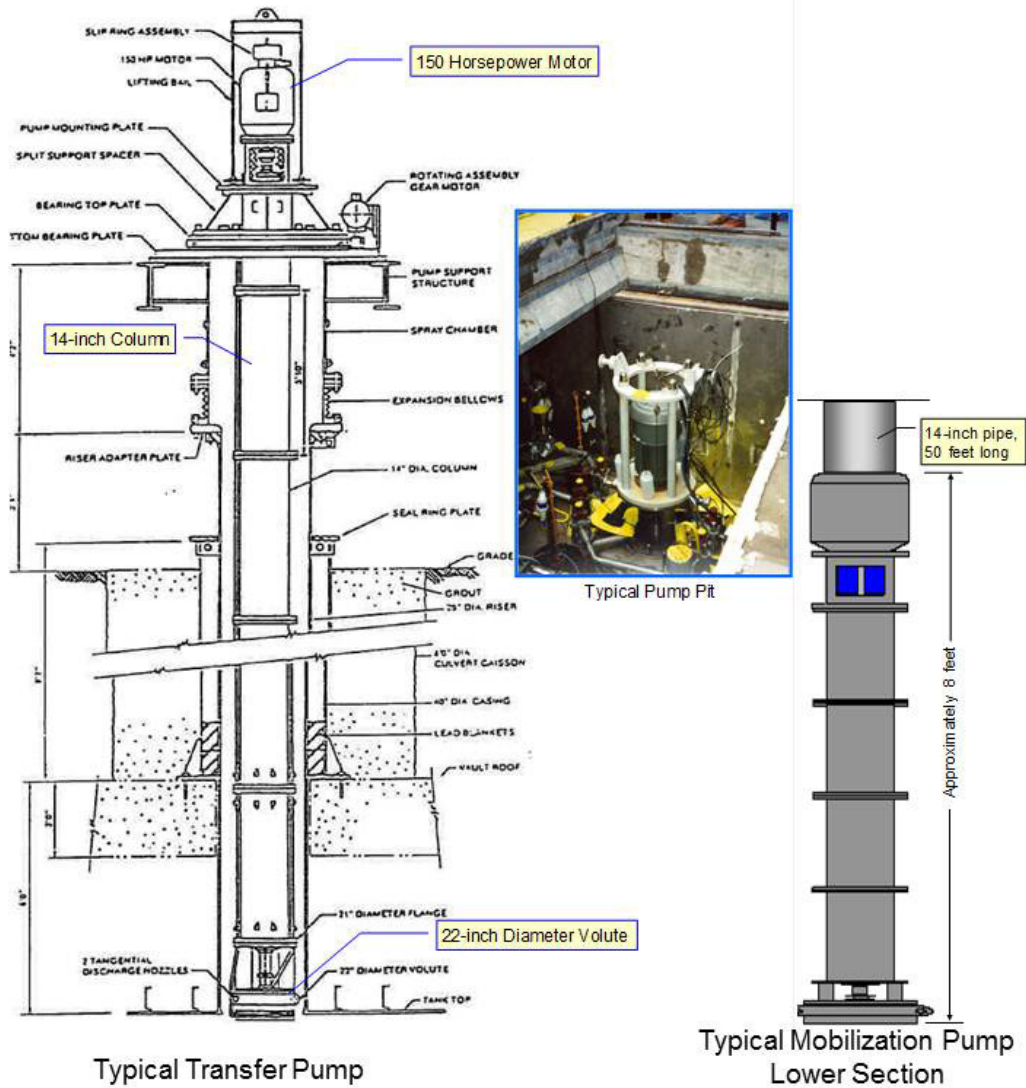 SLIP RING ASSEMBLY
150 HP MOTOR
LIFTING BAIL
150 Horsepower Motor
PUMP MOUNTING PLATE
SPLIT SUPPORT SPACER
BEARING TOP PLATE
TTOM BEARING PLATE
ROTATING ASSEMBLY
GEAR MOTOR
PUMP SUPPORT
STRUCTURE
SPRAY CHAMBER
14-inch Column
5'10"
EXPANSION BELLOWS
RISER ADAPTER PLATE
14" DIA. COLUMN
SEAL RING PLATE
GRADE
GROUT
DIA. RISER
DIA
CULVERT CAISSON
DIA CASING
LEAD BLANKETS
VAULT ROOF
6'0"
21" DIAMETER FLANGE
22-inch Diameter Volute
2 TANGENTIAL
DISCHARGE NOZZLES
22" DIAMETER VOLUTE
TANK TOP
Typical Transfer Pump
Typical Pump Pit
14-inch pipe,
50 feet long
Approximately 8 feet
Typical Mobilization Pump
Lower Section